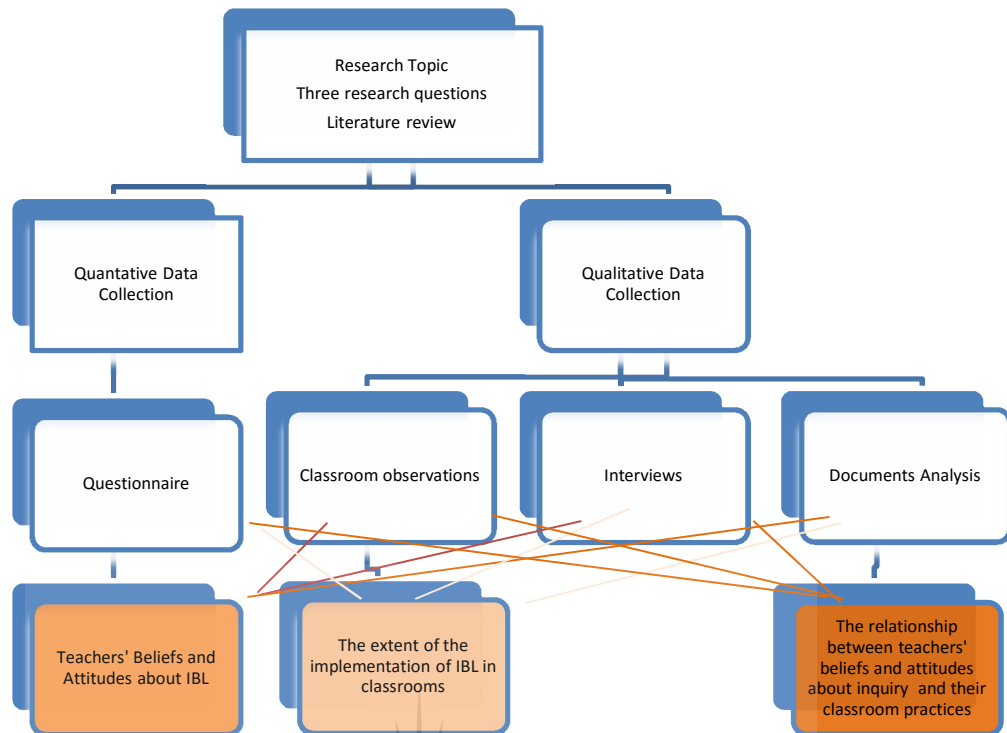 Research Topic
Three research questions
Literature review
Quantative Data
Collection
Qualitative Data
Collection
Questionnaire
Classroom observations
Interviews
Documents Analysis
Teachers' Beliefs and
Attitudes about IBL
The extent of the
implementation of IBL in
classrooms
The relationship
between teachers'
beliefs and attitudes
about inquiry and their
classroom practices